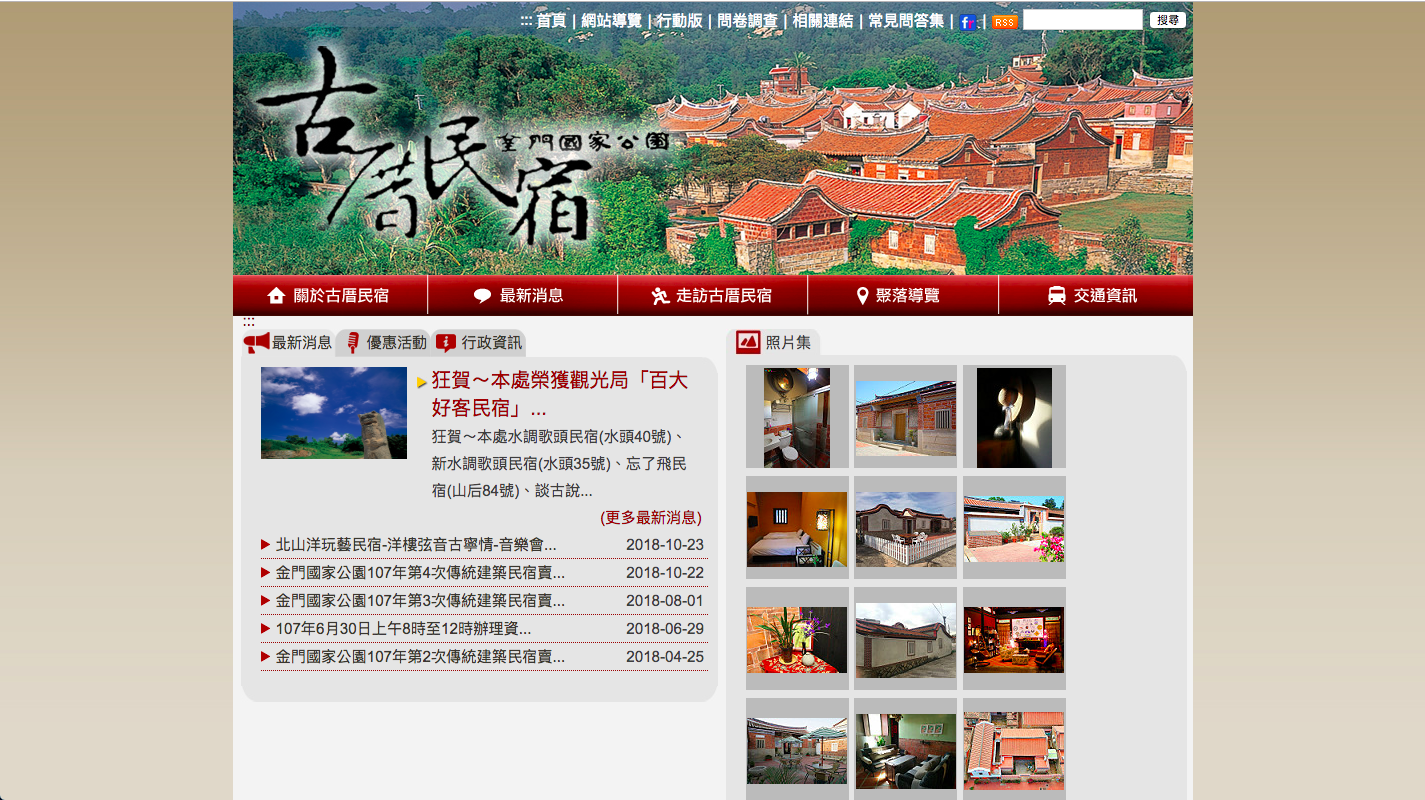 ::: 首頁 | 網站導覽 | 行動版 | 問卷調查 | 相關連結 | 常見問答集 | f | RSS 搜尋
古厝民宿
金門國家公園
關於古厝民宿 最新消息 走訪古厝民宿 聚落導覽 交通資訊
:::
最新消息 優惠活動 行政資訊
狂賀～本處榮獲觀光局「百大
好客民宿」...
狂賀～本處水調歌頭民宿(水頭40號)、
新水調歌頭民宿(水頭35號)、忘了飛民
宿(山后84號)、談古說...
(更多最新消息)
北山洋玩藝民宿-洋樓弦音古寧情-音樂會... 2018-10-23
金門國家公園107年第4次傳統建築民宿賣... 2018-10-22
金門國家公園107年第3次傳統建築民宿賣... 2018-08-01
107年6月30日上午8時至12時辦理資... 2018-06-29
金門國家公園107年第2次傳統建築民宿賣... 2018-04-25
照片集